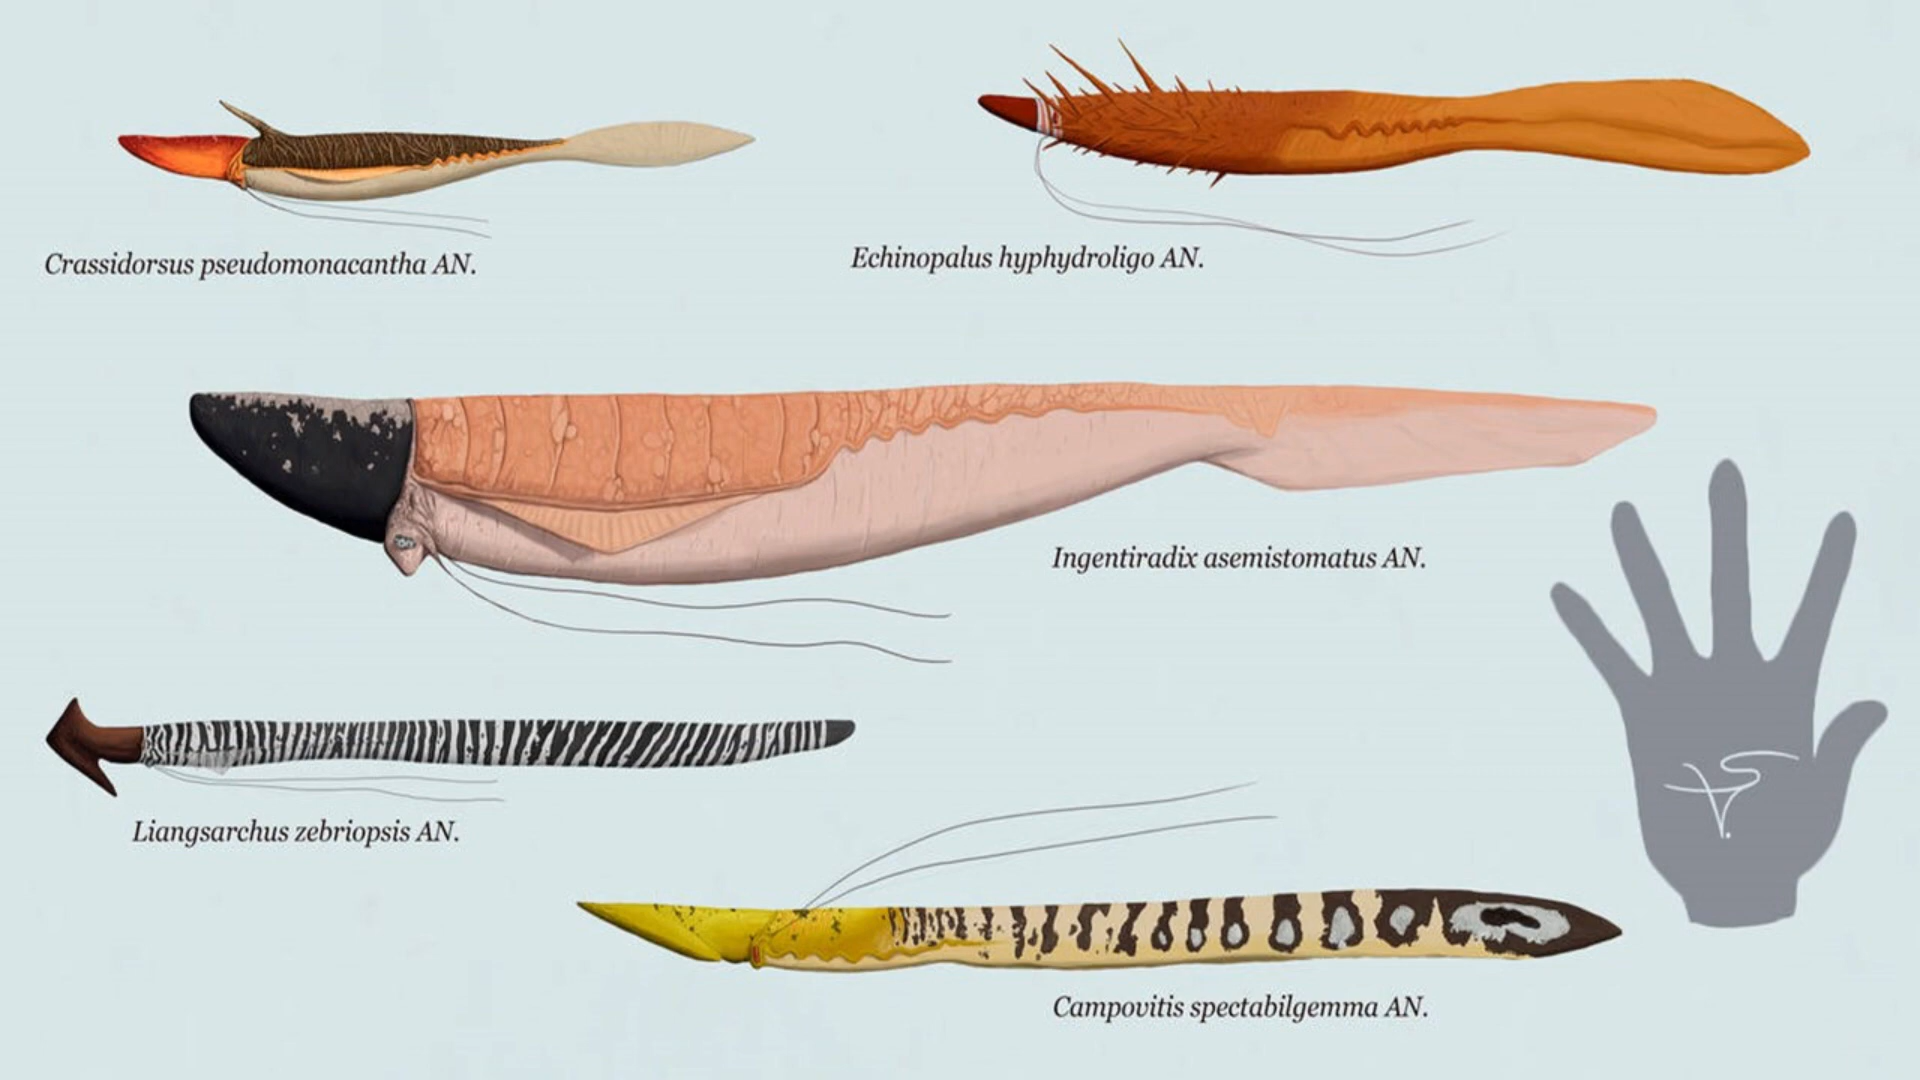 Crassidorsus pseudomonacantha AN.
Echinopalus hyphydroligo AN.
Ingentiradix asemistomatus AN.
Liangsarchus zebriopsis AN.
Campovitis spectabilgemma AN.